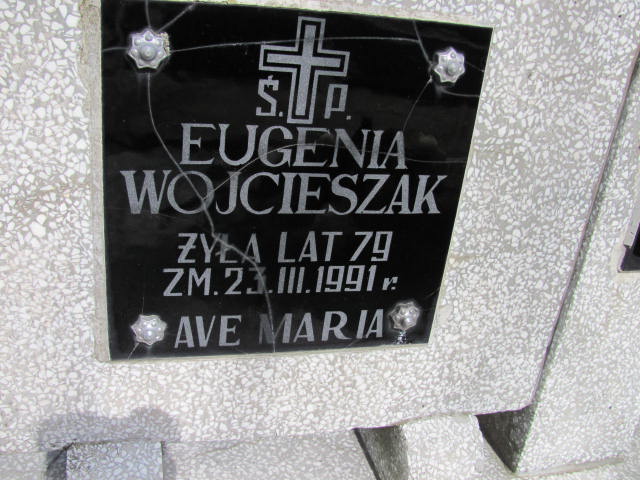 Ś. P.
EUGENIA
WOJCIESZAK
ŻYŁA LAT 79
ZM. 23.III.1991 r.
AVE MARIA